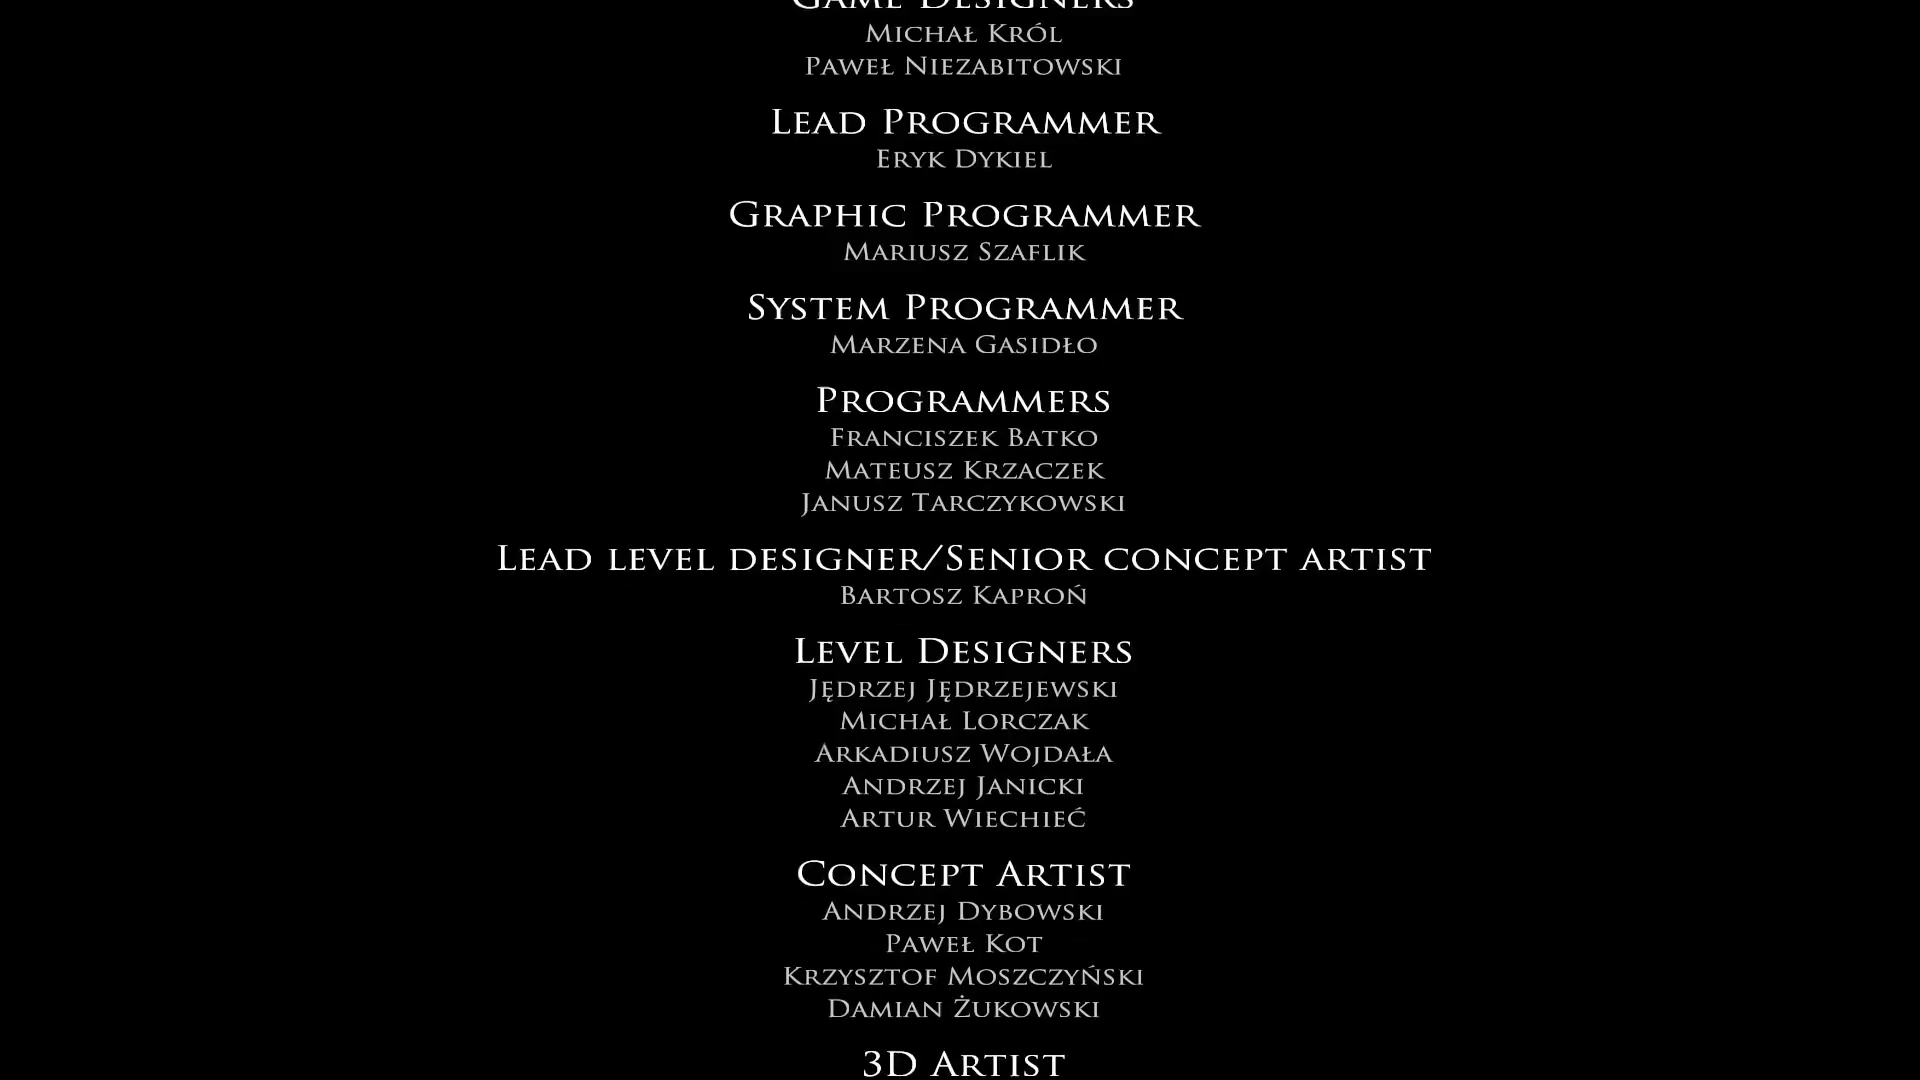 Game Designers
Michał Król
Paweł Niezabitowski
Lead Programmer
Eryk Dykiel
Graphic Programmer
Mariusz Szaflik
System Programmer
Marzena Gasidło
Programmers
Franciszek Batko
Mateusz Krzaczek
Janusz Tarczykowski
Lead level designer/Senior concept artist
Bartosz Kaproń
Level Designers
Jędrzej Jędrzejewski
Michał Lorczak
Arkadiusz Wojdała
Andrzej Janicki
Artur Wiechieć
Concept Artist
Andrzej Dybowski
Paweł Kot
Krzysztof Moszczyński
Damian Żukowski
3D Artist